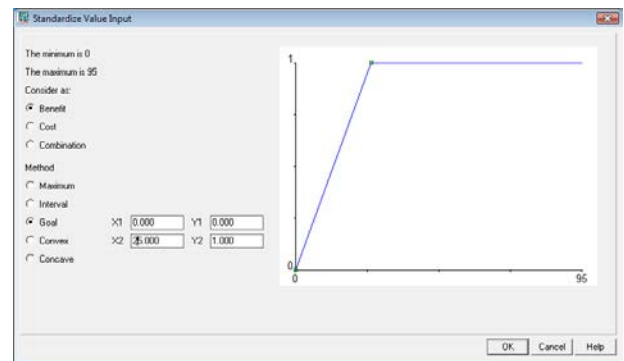 Standardize Value Input
The minimum is 0
The maximum is 95
Consider as:
Benefit
Cost
Combination
Method
Maximum
Interval
Goal X1 0.000 Y1 0.000
Convex X2 25.000 Y2 1.000
Concave
1
0
0 95
OK Cancel Help